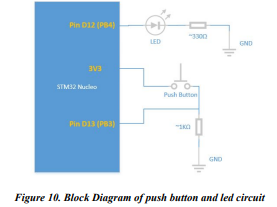 Pin D12 (PB4)
LED
~330Ω
GND
3V3
STM32 Nucleo
Push Button
Pin D13 (PB3)
~1KΩ
GND
Figure 10. Block Diagram of push button and led circuit